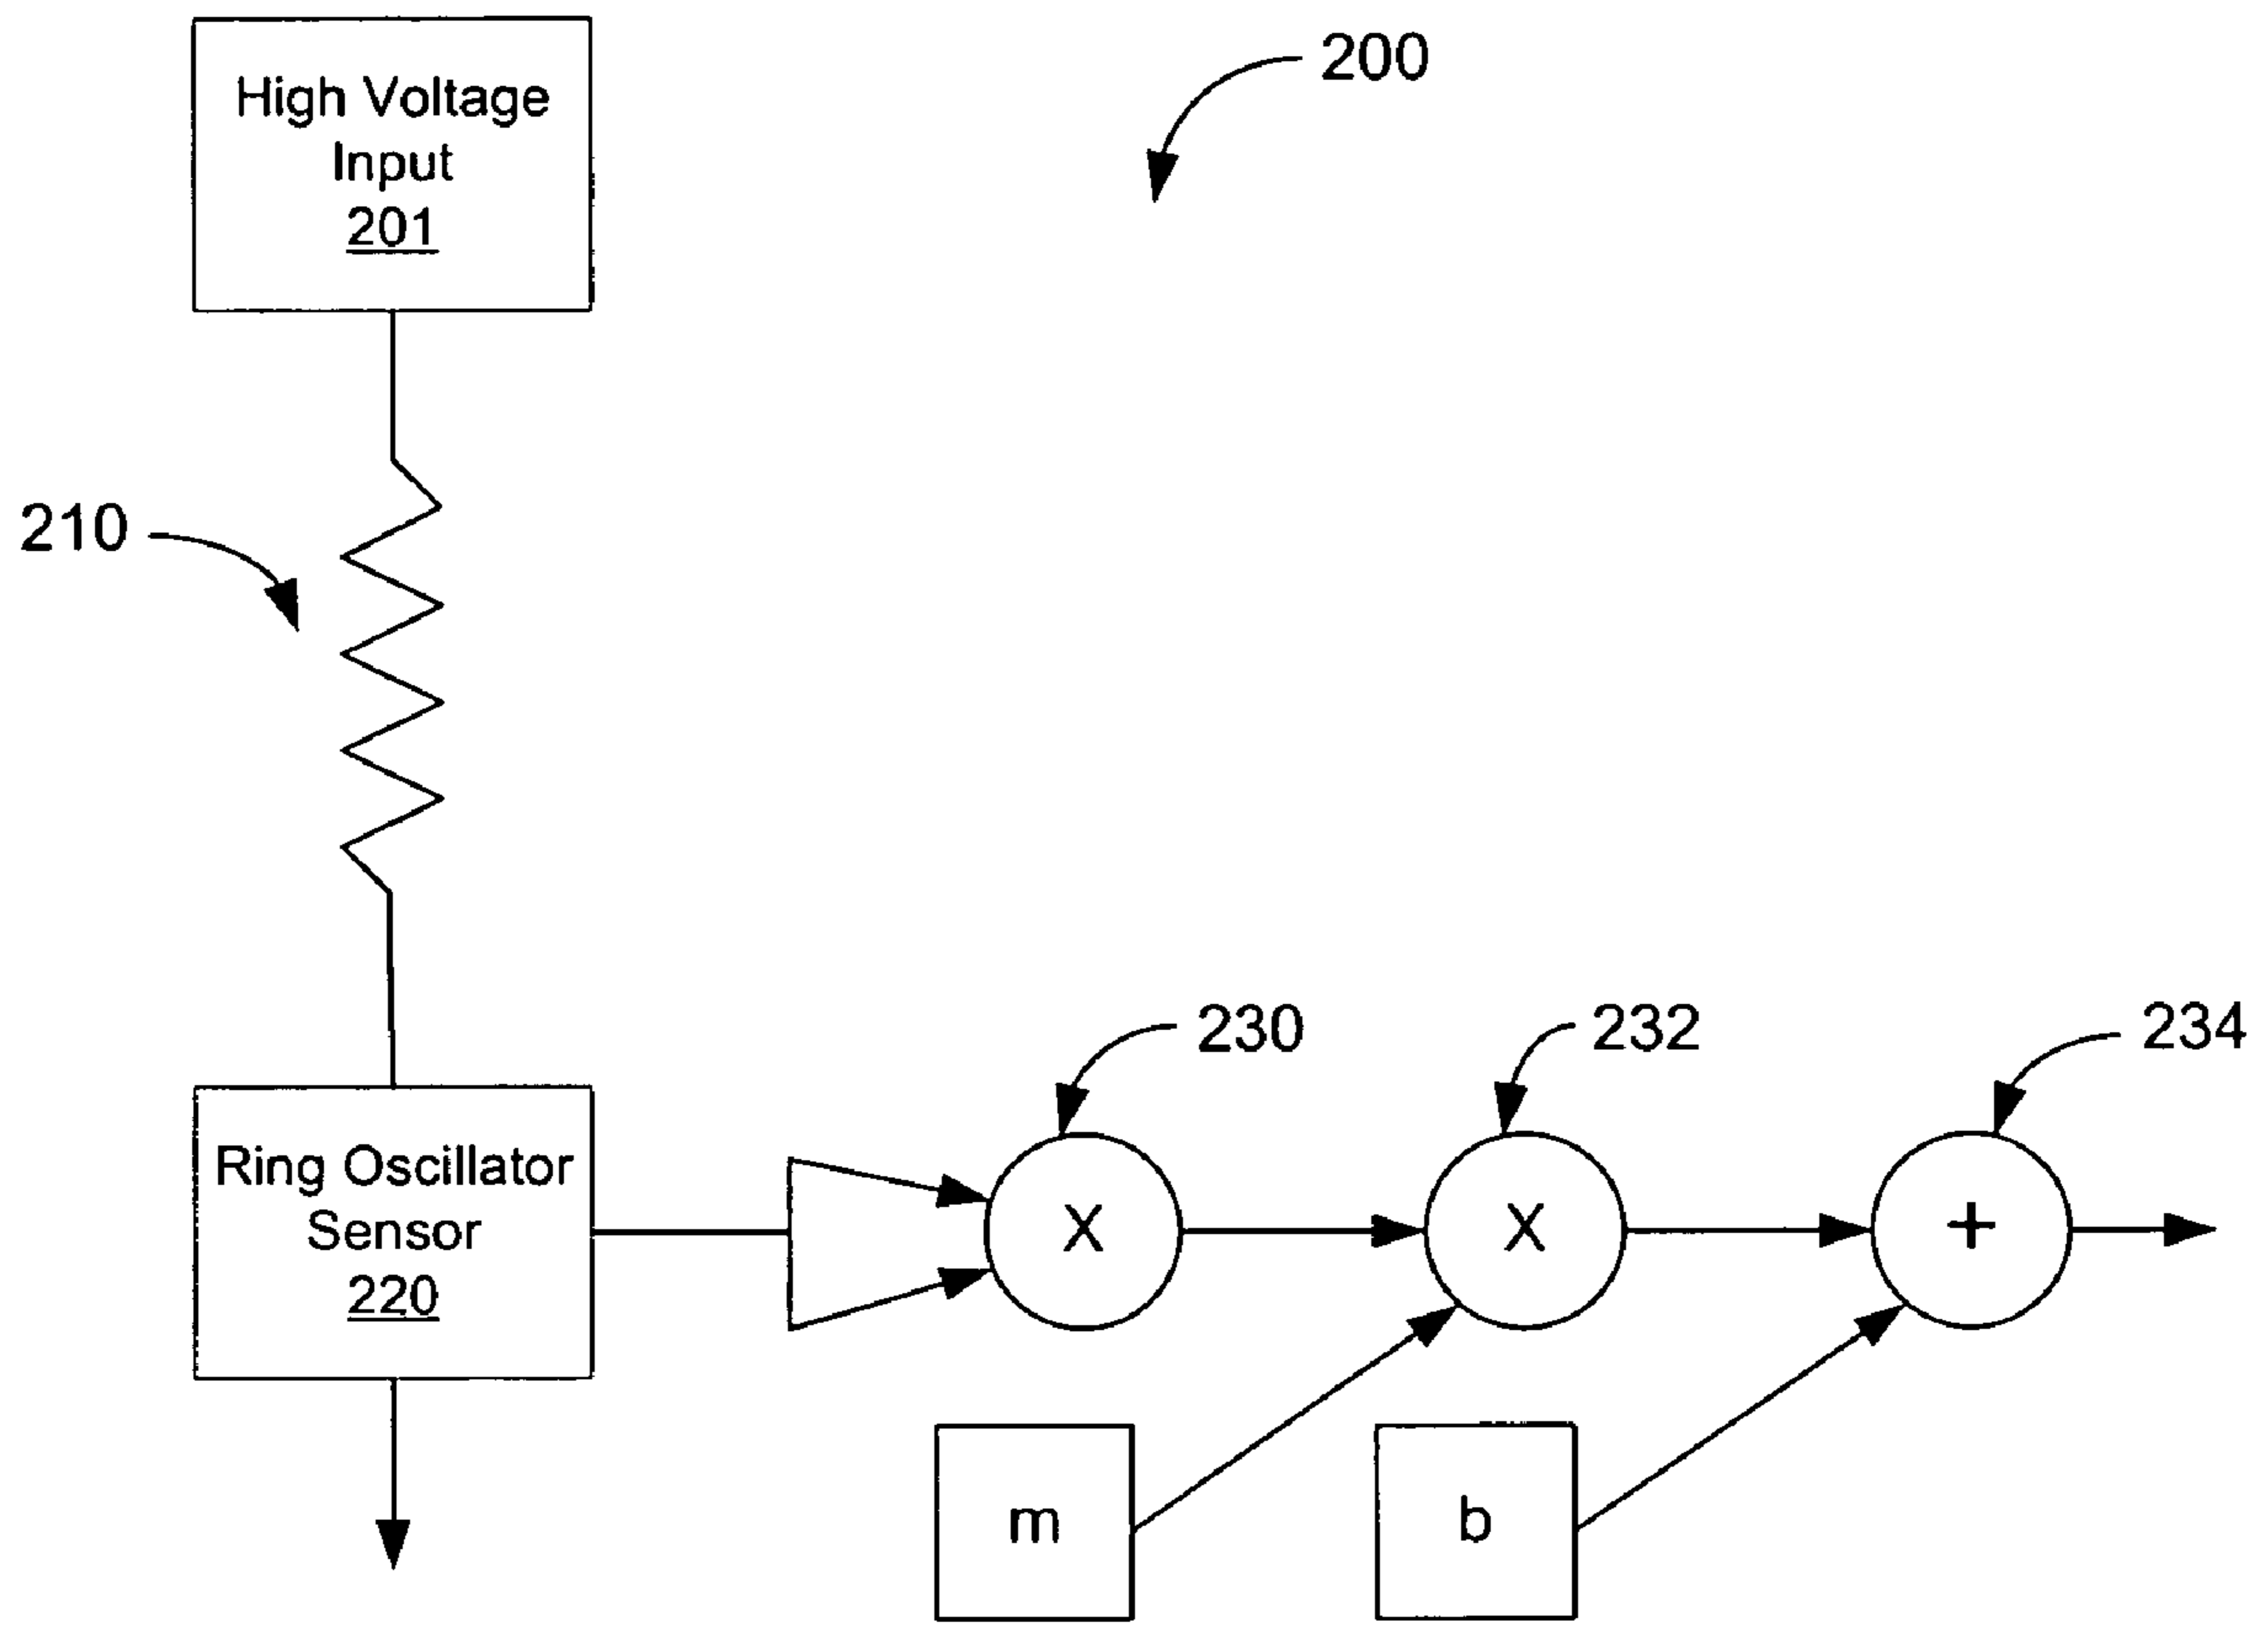 High Voltage
Input
201
200
210
230
232
234
Ring Oscillator
Sensor
220
X
X
+
m
b